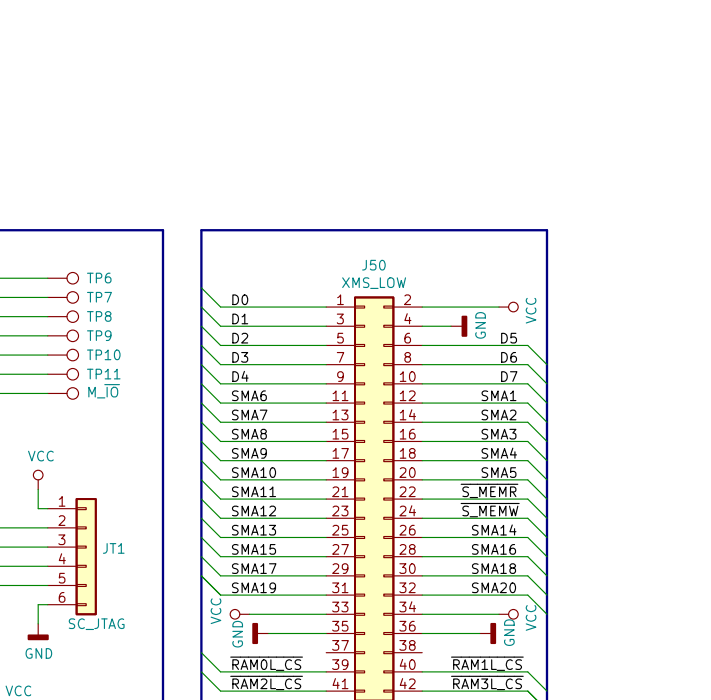 TP6
TP7
TP8
TP9
TP10
TP11
M_IO
VCC
1
2
3
4
5
6
JT1
SC_JTAG
GND
VCC
J50
XMS_LOW
D0 1 2 VCC
D1 3 4 GND
D2 5 6 D5
D3 7 8 D6
D4 9 10 D7
SMA6 11 12 SMA1
SMA7 13 14 SMA2
SMA8 15 16 SMA3
SMA9 17 18 SMA4
SMA10 19 20 SMA5
SMA11 21 22 S_MEMR
SMA12 23 24 S_MEMW
SMA13 25 26 SMA14
SMA15 27 28 SMA16
SMA17 29 30 SMA18
SMA19 31 32 SMA20
VCC 33 34 VCC
GND 35 36 GND
37 38
RAM0L_CS 39 40 RAM1L_CS
RAM2L_CS 41 42 RAM3L_CS